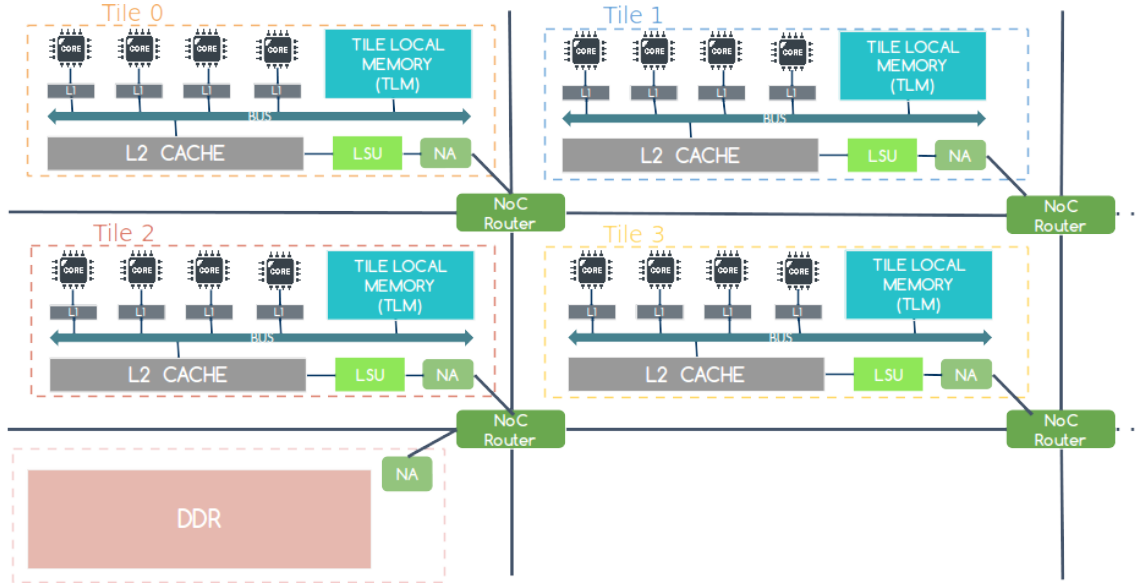 Tile 0
CORE CORE CORE CORE
TILE LOCAL
MEMORY
(TLM)
L1 L1 L1 L1
BUS
L2 CACHE
LSU
NA
Tile 1
CORE CORE CORE CORE
TILE LOCAL
MEMORY
(TLM)
L1 L1 L1 L1
BUS
L2 CACHE
LSU
NA
NoC
Router
NoC
Router
Tile 2
CORE CORE CORE CORE
TILE LOCAL
MEMORY
(TLM)
L1 L1 L1 L1
BUS
L2 CACHE
LSU
NA
Tile 3
CORE CORE CORE CORE
TILE LOCAL
MEMORY
(TLM)
L1 L1 L1 L1
BUS
L2 CACHE
LSU
NA
NoC
Router
NoC
Router
NA
DDR